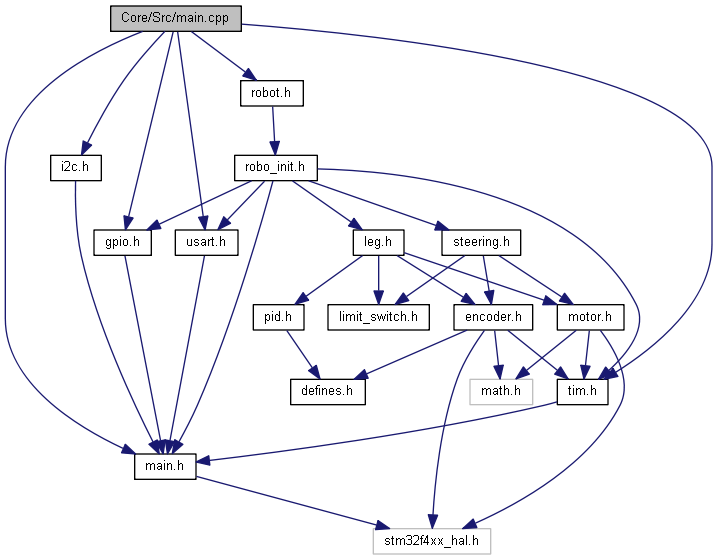 Core/Src/main.cpp
robot.h
i2c.h
robo_init.h
gpio.h
usart.h
leg.h
steering.h
pid.h
limit_switch.h
encoder.h
motor.h
defines.h
math.h
tim.h
main.h
stm32f4xx_hal.h